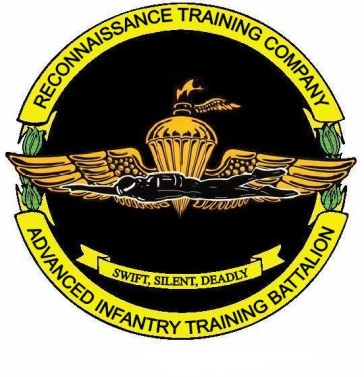 RECONNAISSANCE TRAINING COMPANY
SWIFT, SILENT, DEADLY
ADVANCED INFANTRY TRAINING BATTALION